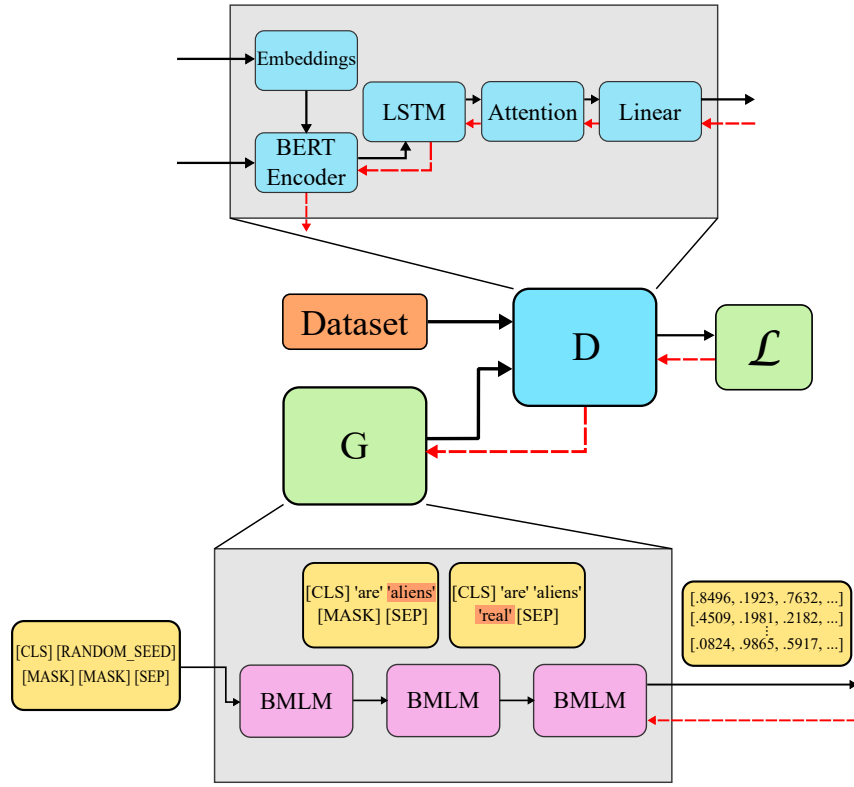 Embeddings
BERT
Encoder
LSTM
Attention
Linear
Dataset
D
ℒ
G
[CLS] 'are' 'aliens'
[MASK] [SEP]
[CLS] 'are' 'aliens'
'real' [SEP]
[.8496, .1923, .7632, ...]
[.4509, .1981, .2182, ...]
⋮
[.0824, .9865, .5917, ...]
[CLS] [RANDOM_SEED]
[MASK] [MASK] [SEP]
BMLM
BMLM
BMLM